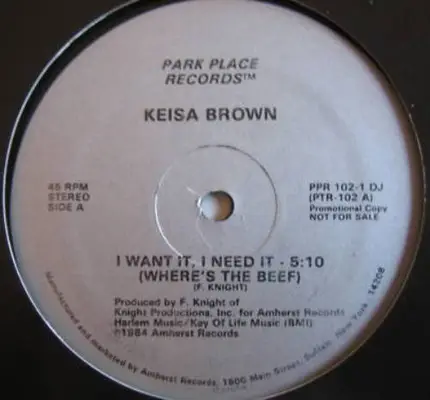 PARK PLACE
RECORDS™
KEISA BROWN
45 RPM
STEREO
SIDE A
PPR 102-1 DJ
(PTR-102 A)
Promotional Copy
NOT FOR SALE
I WANT IT, I NEED IT - 5:10
(WHERE'S THE BEEF)
(F. KNIGHT)
Produced by F. Knight of
Knight Productions, Inc. for Amherst Records
Harlem Music/Kay Of Life Music (BMI)
℗1984 Amherst Records
Manufactured and marketed by Amherst Records, 1800 Main Street, Buffalo, New York 14208